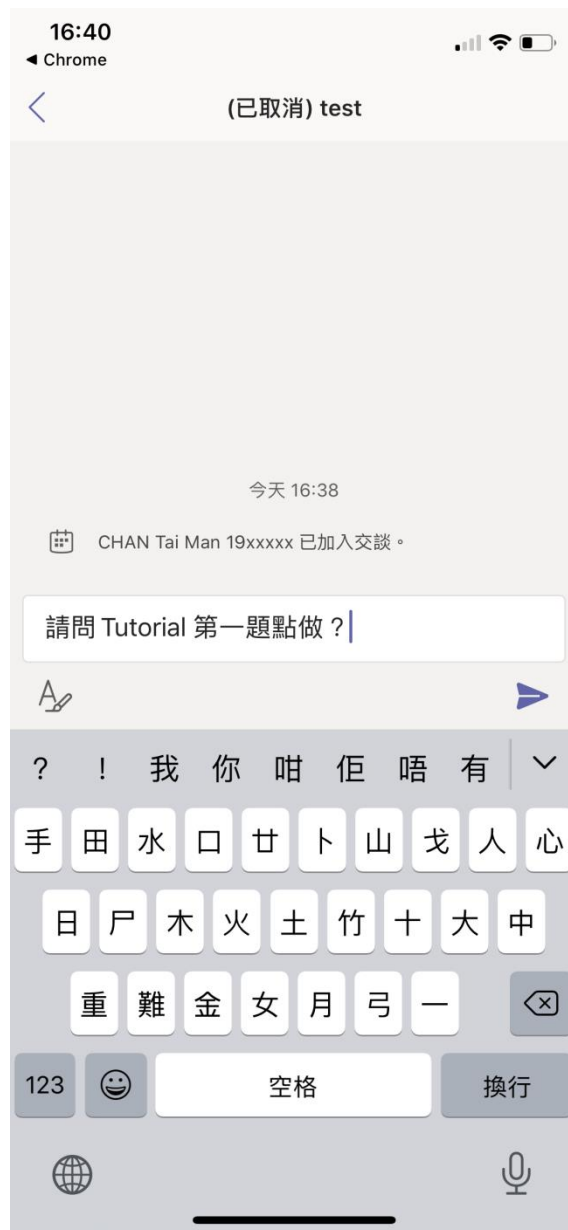 16:40
◀ Chrome
(已取消) test
今天 16:38
CHAN Tai Man 19xxxxx 已加入交談。
請問 Tutorial 第一題點做？
? ! 我 你 咁 佢 唔 有
手 田 水 口 廿 卜 山 戈 人 心
日 尸 木 火 土 竹 十 大 中
重 難 金 女 月 弓 一
123 空格 換行